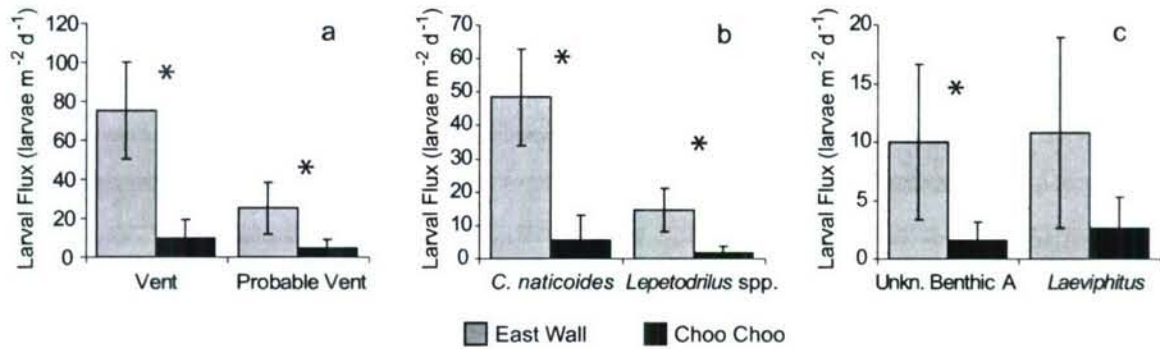 a
Larval Flux (larvae m-2 d-1)
120
100
80
60
40
20
0
*
*
Vent
Probable Vent
b
Larval Flux (larvae m-2 d-1)
70
60
50
40
30
20
10
0
*
*
C. naticoides
Lepetodrilus spp.
c
Larval Flux (larvae m-2 d-1)
20
15
10
5
0
*
Unkn. Benthic A
Laeviphitus
East Wall
Choo Choo